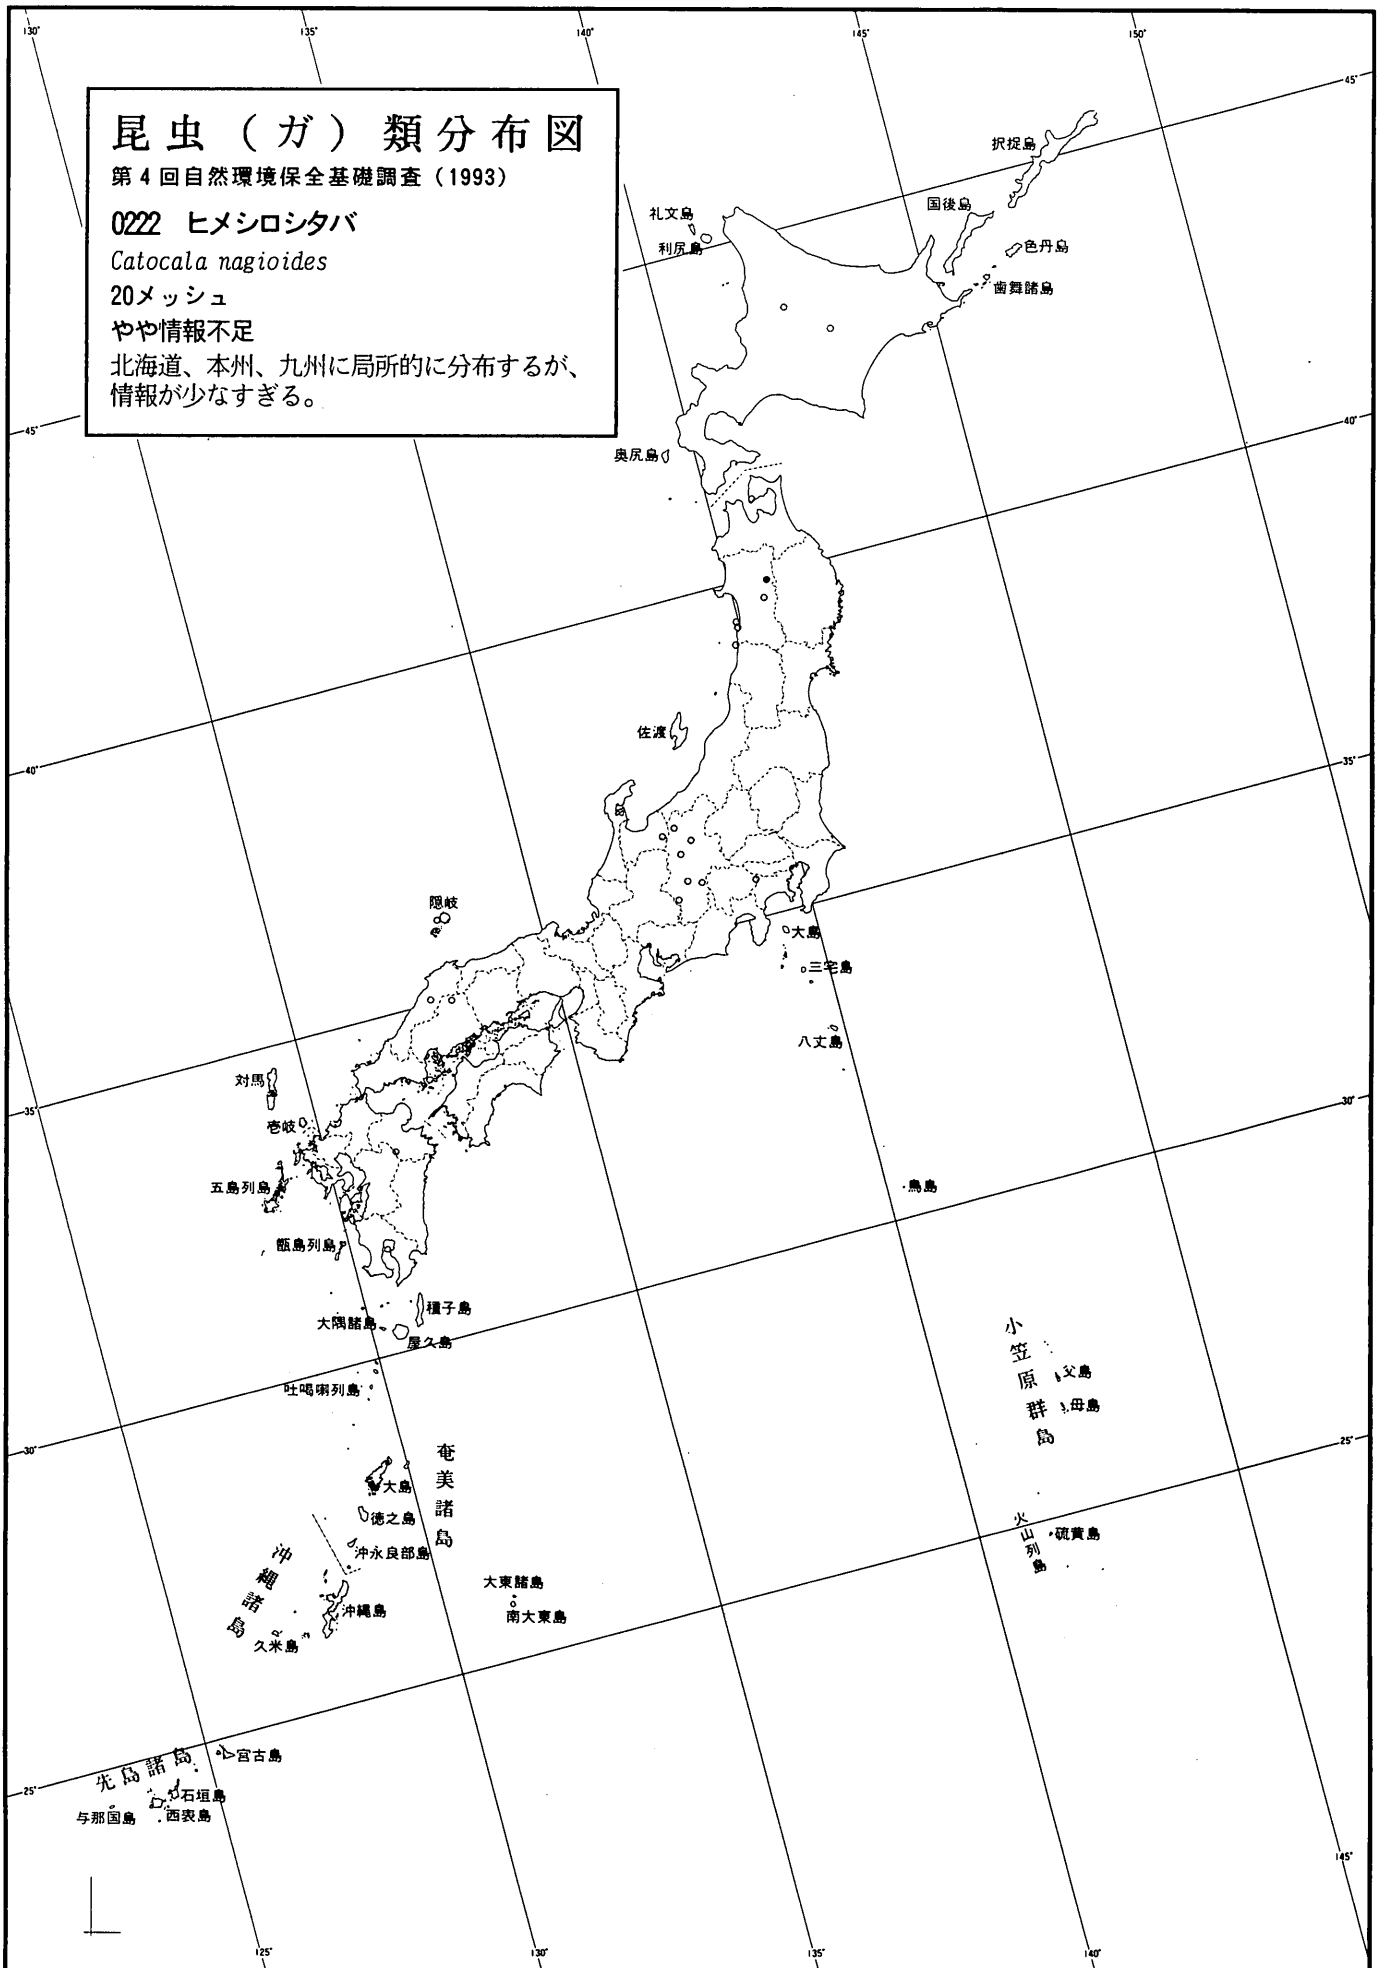 130°
135°
140°
145°
150°
昆虫（ガ）類分布図
第4回自然環境保全基礎調査（1993）
0222 ヒメシロシタバ
Catocala nagioides
20メッシュ
やや情報不足
北海道、本州、九州に局所的に分布するが、
情報が少なすぎる。
45°
択捉島
国後島
礼文島
利尻島
色丹島
歯舞諸島
40°
45°
奥尻島
佐渡
40°
35°
隠岐
大島
三宅島
八丈島
対馬
35°
壱岐
30°
五島列島
鳥島
甑島列島
種子島
大隅諸島
屋久島
吐噶喇列島
小笠原群島
父島
母島
30°
25°
奄美諸島
大島
徳之島
沖永良部島
火山列島
硫黄島
沖縄諸島
沖縄島
久米島
大東諸島
南大東島
先島諸島
宮古島
25°
石垣島
与那国島
西表島
145°
125°
130°
135°
140°